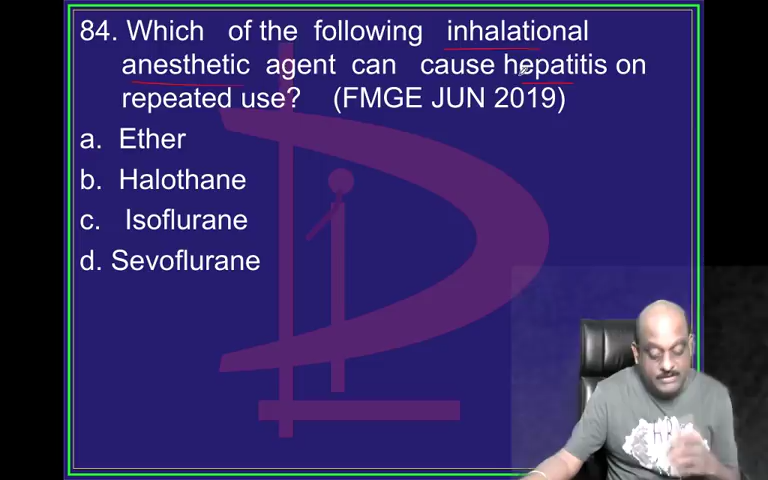 84. Which of the following inhalational
anesthetic agent can cause hepatitis on
repeated use? (FMGE JUN 2019)
a. Ether
b. Halothane
c. Isoflurane
d. Sevoflurane